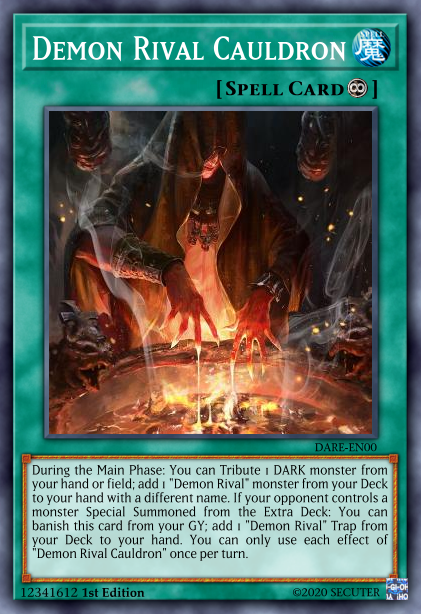 DEMON RIVAL CAULDRON
魔
[SPELL CARD]
DARE-EN00
During the Main Phase: You can Tribute 1 DARK monster from
your hand or field; add 1 "Demon Rival" monster from your Deck
to your hand with a different name. If your opponent controls a
monster Special Summoned from the Extra Deck: You can
banish this card from your GY; add 1 "Demon Rival" Trap from
your Deck to your hand. You can only use each effect of
"Demon Rival Cauldron" once per turn.
12341612 1st Edition
©2020 SECUTER